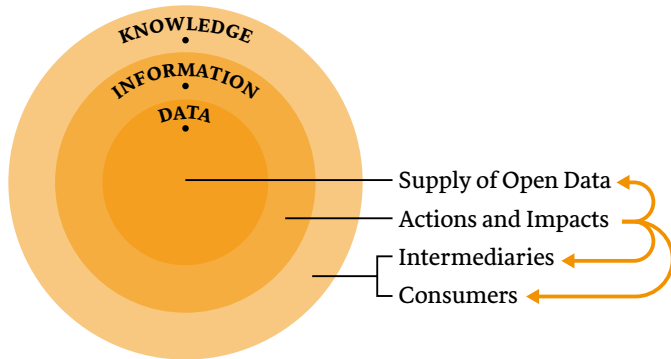 KNOWLEDGE
INFORMATION
DATA
Supply of Open Data
Actions and Impacts
Intermediaries
Consumers